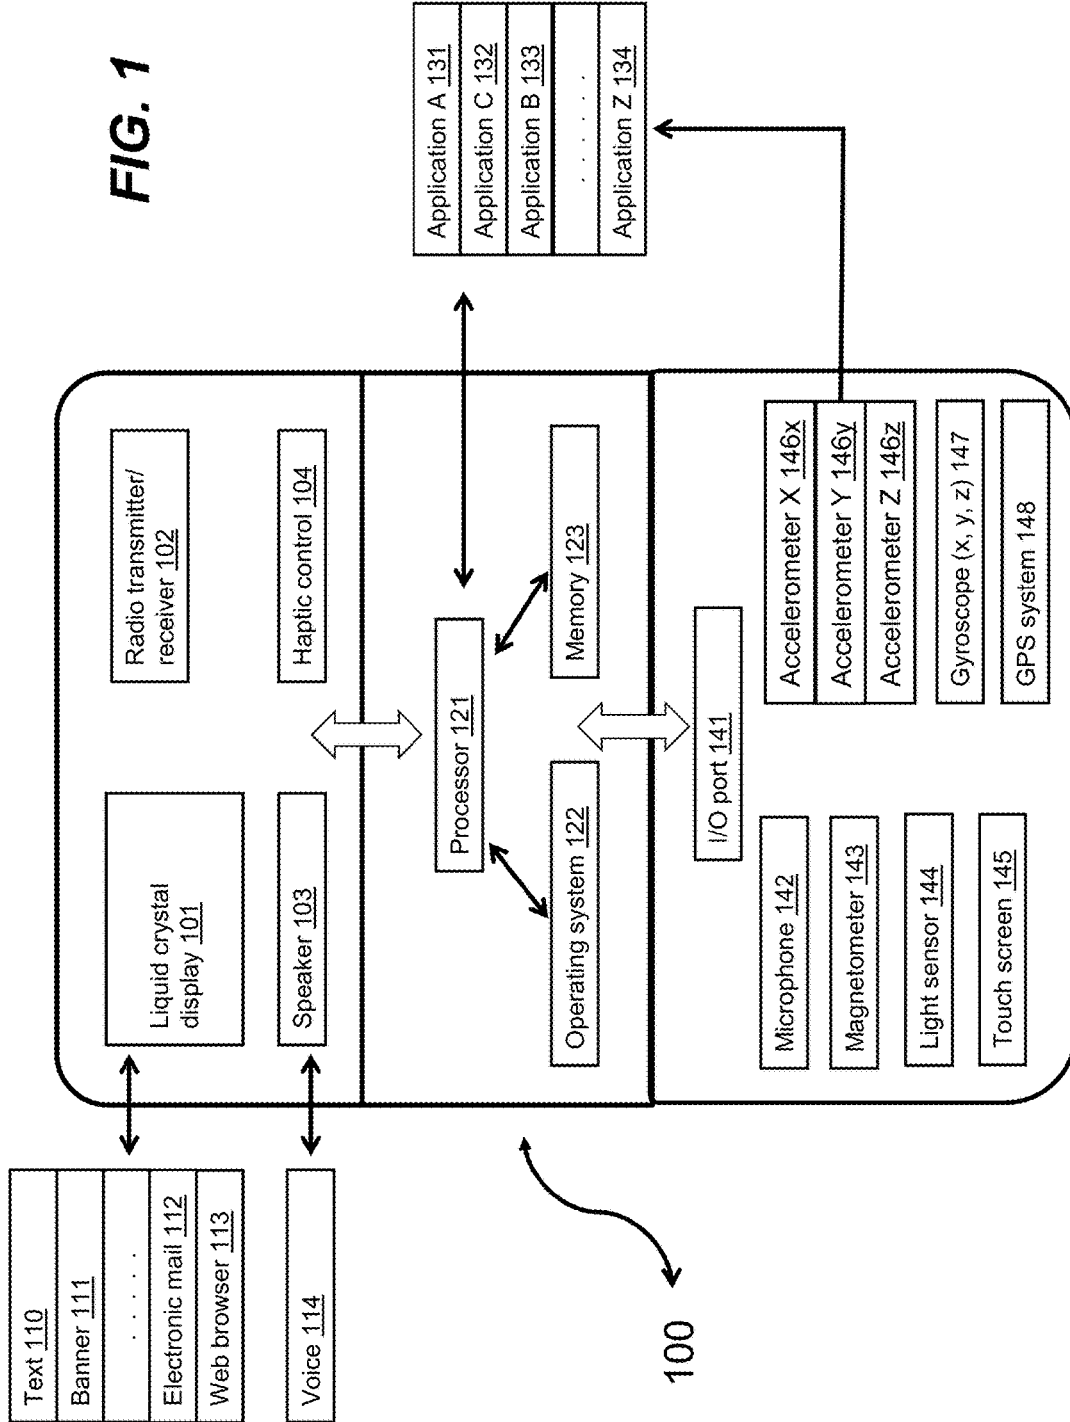 FIG. 1
Text 110
Banner 111
. . . . .
Electronic mail 112
Web browser 113
Voice 114
Liquid crystal
display 101
Radio transmitter/
receiver 102
Speaker 103
Haptic control 104
Processor 121
Operating system 122
Memory 123
Application A 131
Application C 132
Application B 133
. . . . .
Application Z 134
I/O port 141
Microphone 142
Magnetometer 143
Light sensor 144
Touch screen 145
Accelerometer X 146x
Accelerometer Y 146y
Accelerometer Z 146z
Gyroscope (x, y, z) 147
GPS system 148
100